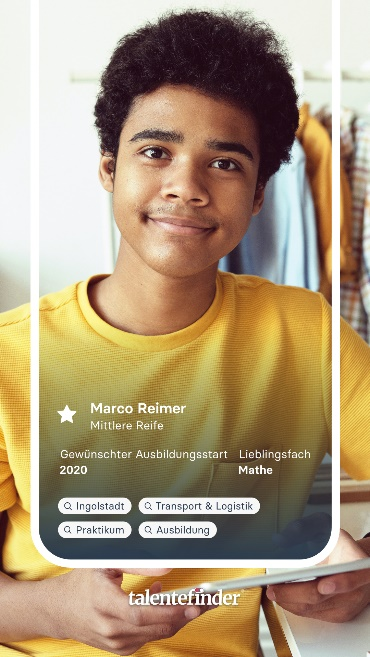 Marco Reimer
Mittlere Reife
Gewünschter Ausbildungsstart Lieblingsfach
2020 Mathe
Ingolstadt Transport & Logistik
Praktikum Ausbildung
talentefinder